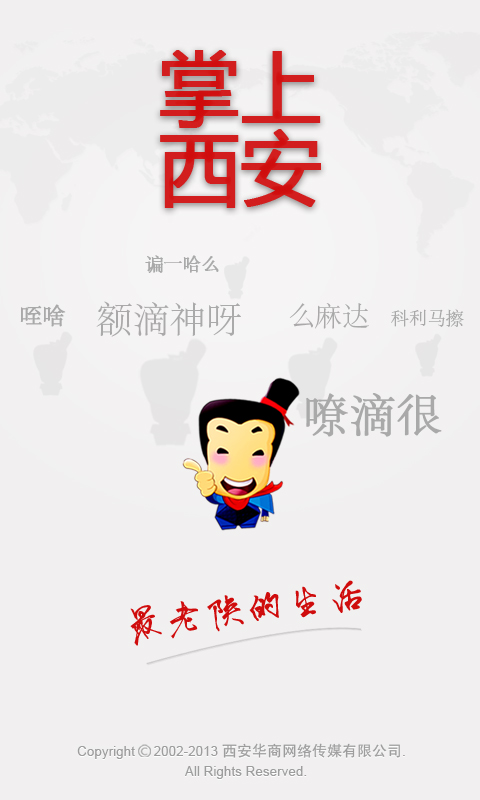 掌上
西安
谝一哈么
咥啥
额滴神呀
么麻达
科利马擦
嘹滴很
最老陕的生活
Copyright ©2002-2013 西安华商网络传媒有限公司.
All Rights Reserved.